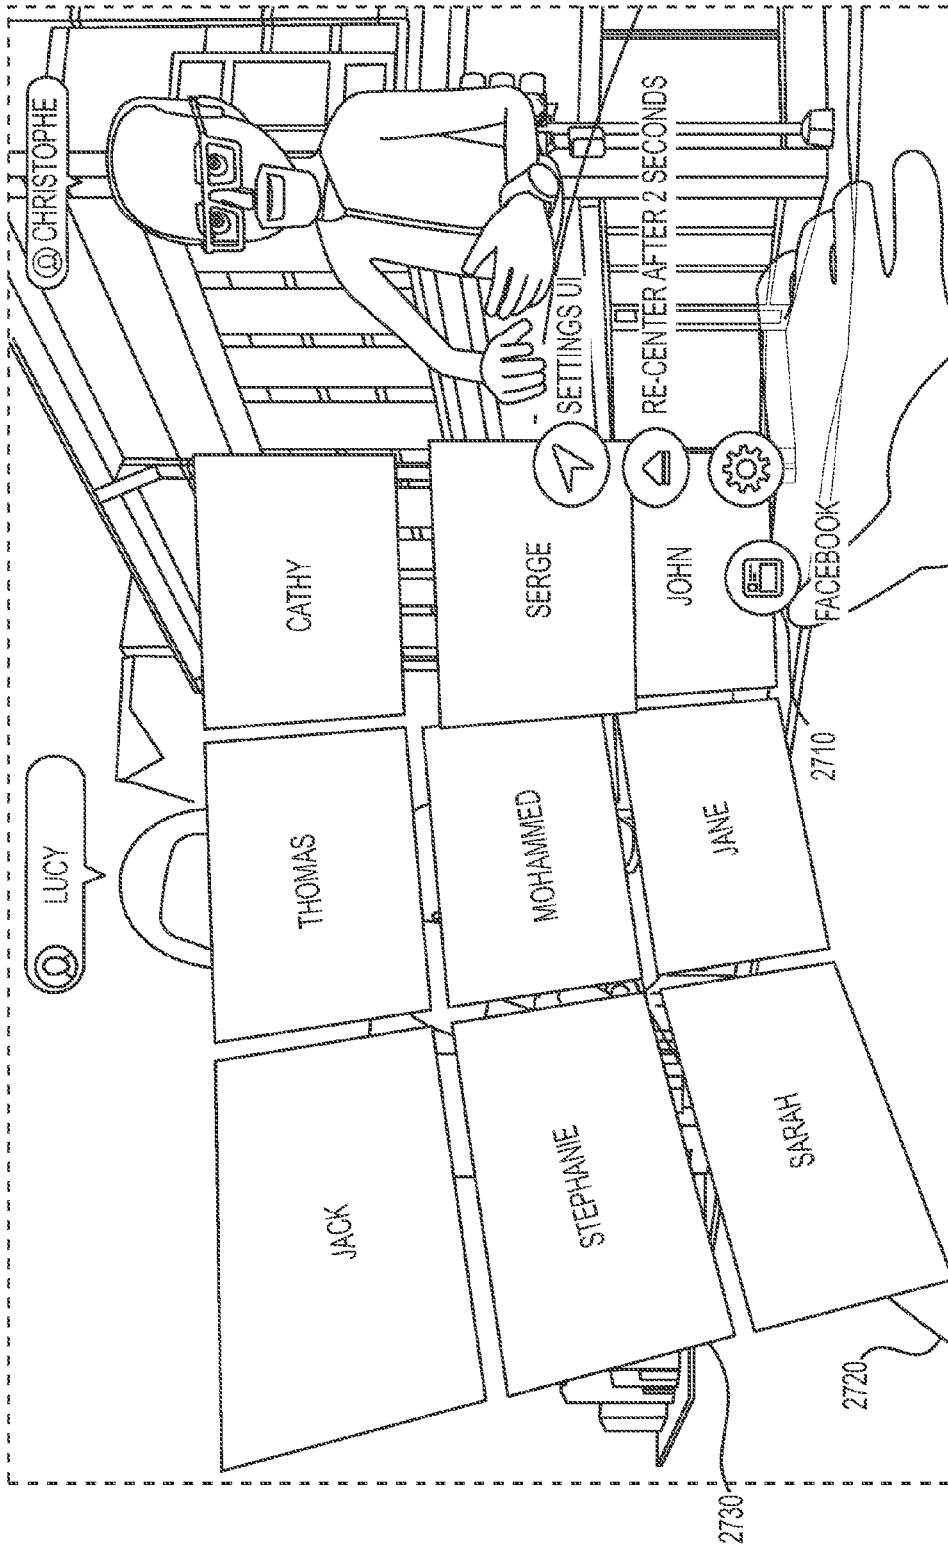 LUCY
@ CHRISTOPHE
JACK
THOMAS
CATHY
STEPHANIE
MOHAMMED
SERGE
SETTINGS UI
SARAH
JANE
JOHN
RE-CENTER AFTER 2 SECONDS
FACEBOOK
2730
2720
2710